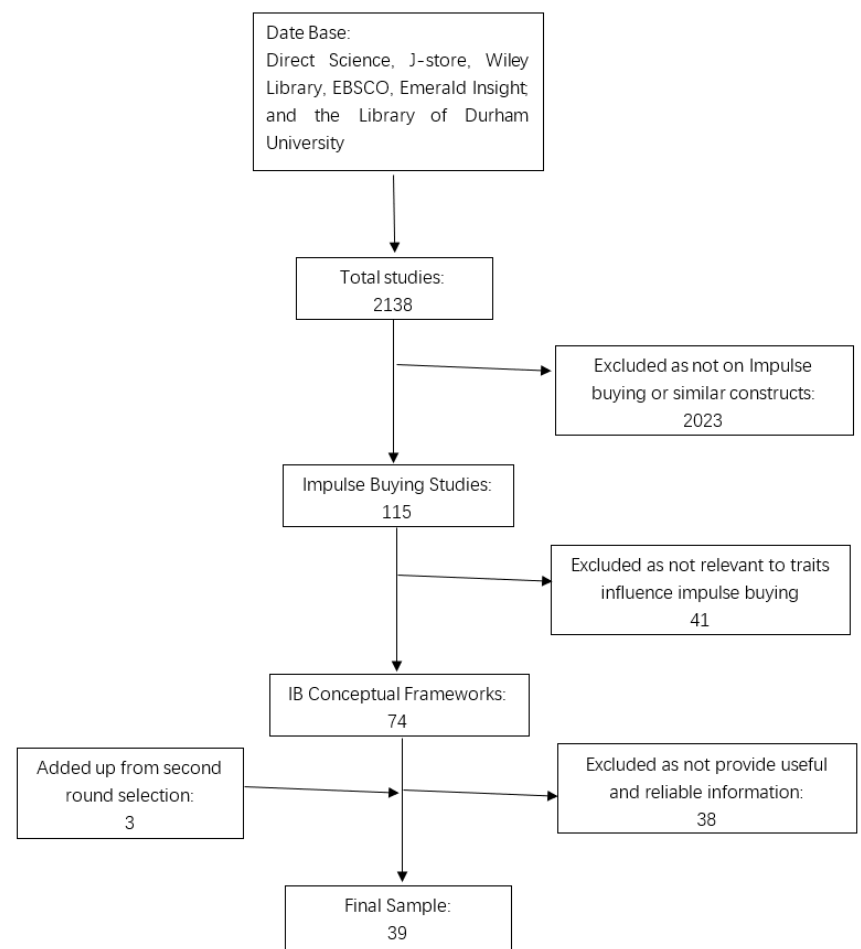 Date Base:
Direct Science, J-store, Wiley
Library, EBSCO, Emerald Insight,
and the Library of Durham
University
Total studies:
2138
Excluded as not on Impulse
buying or similar constructs:
2023
Impulse Buying Studies:
115
Excluded as not relevant to traits
influence impulse buying
41
IB Conceptual Frameworks:
74
Added up from second
round selection:
3
Excluded as not provide useful
and reliable information:
38
Final Sample:
39